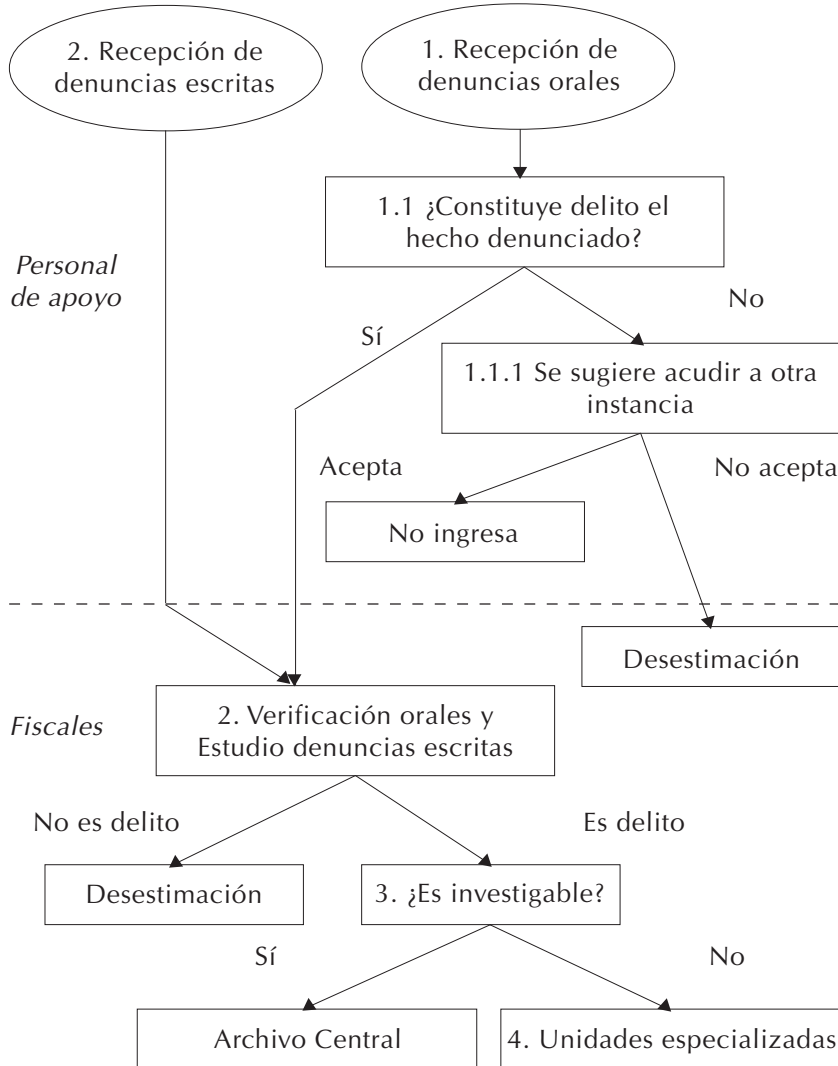 2. Recepción de
denuncias escritas
1. Recepción de
denuncias orales
1.1 ¿Constituye delito el
hecho denunciado?
Personal
de apoyo
No
Sí
1.1.1 Se sugiere acudir a otra
instancia
Acepta
No acepta
No ingresa
Desestimación
Fiscales
2. Verificación orales y
Estudio denuncias escritas
No es delito
Es delito
Desestimación
3. ¿Es investigable?
Sí
No
Archivo Central
4. Unidades especializadas